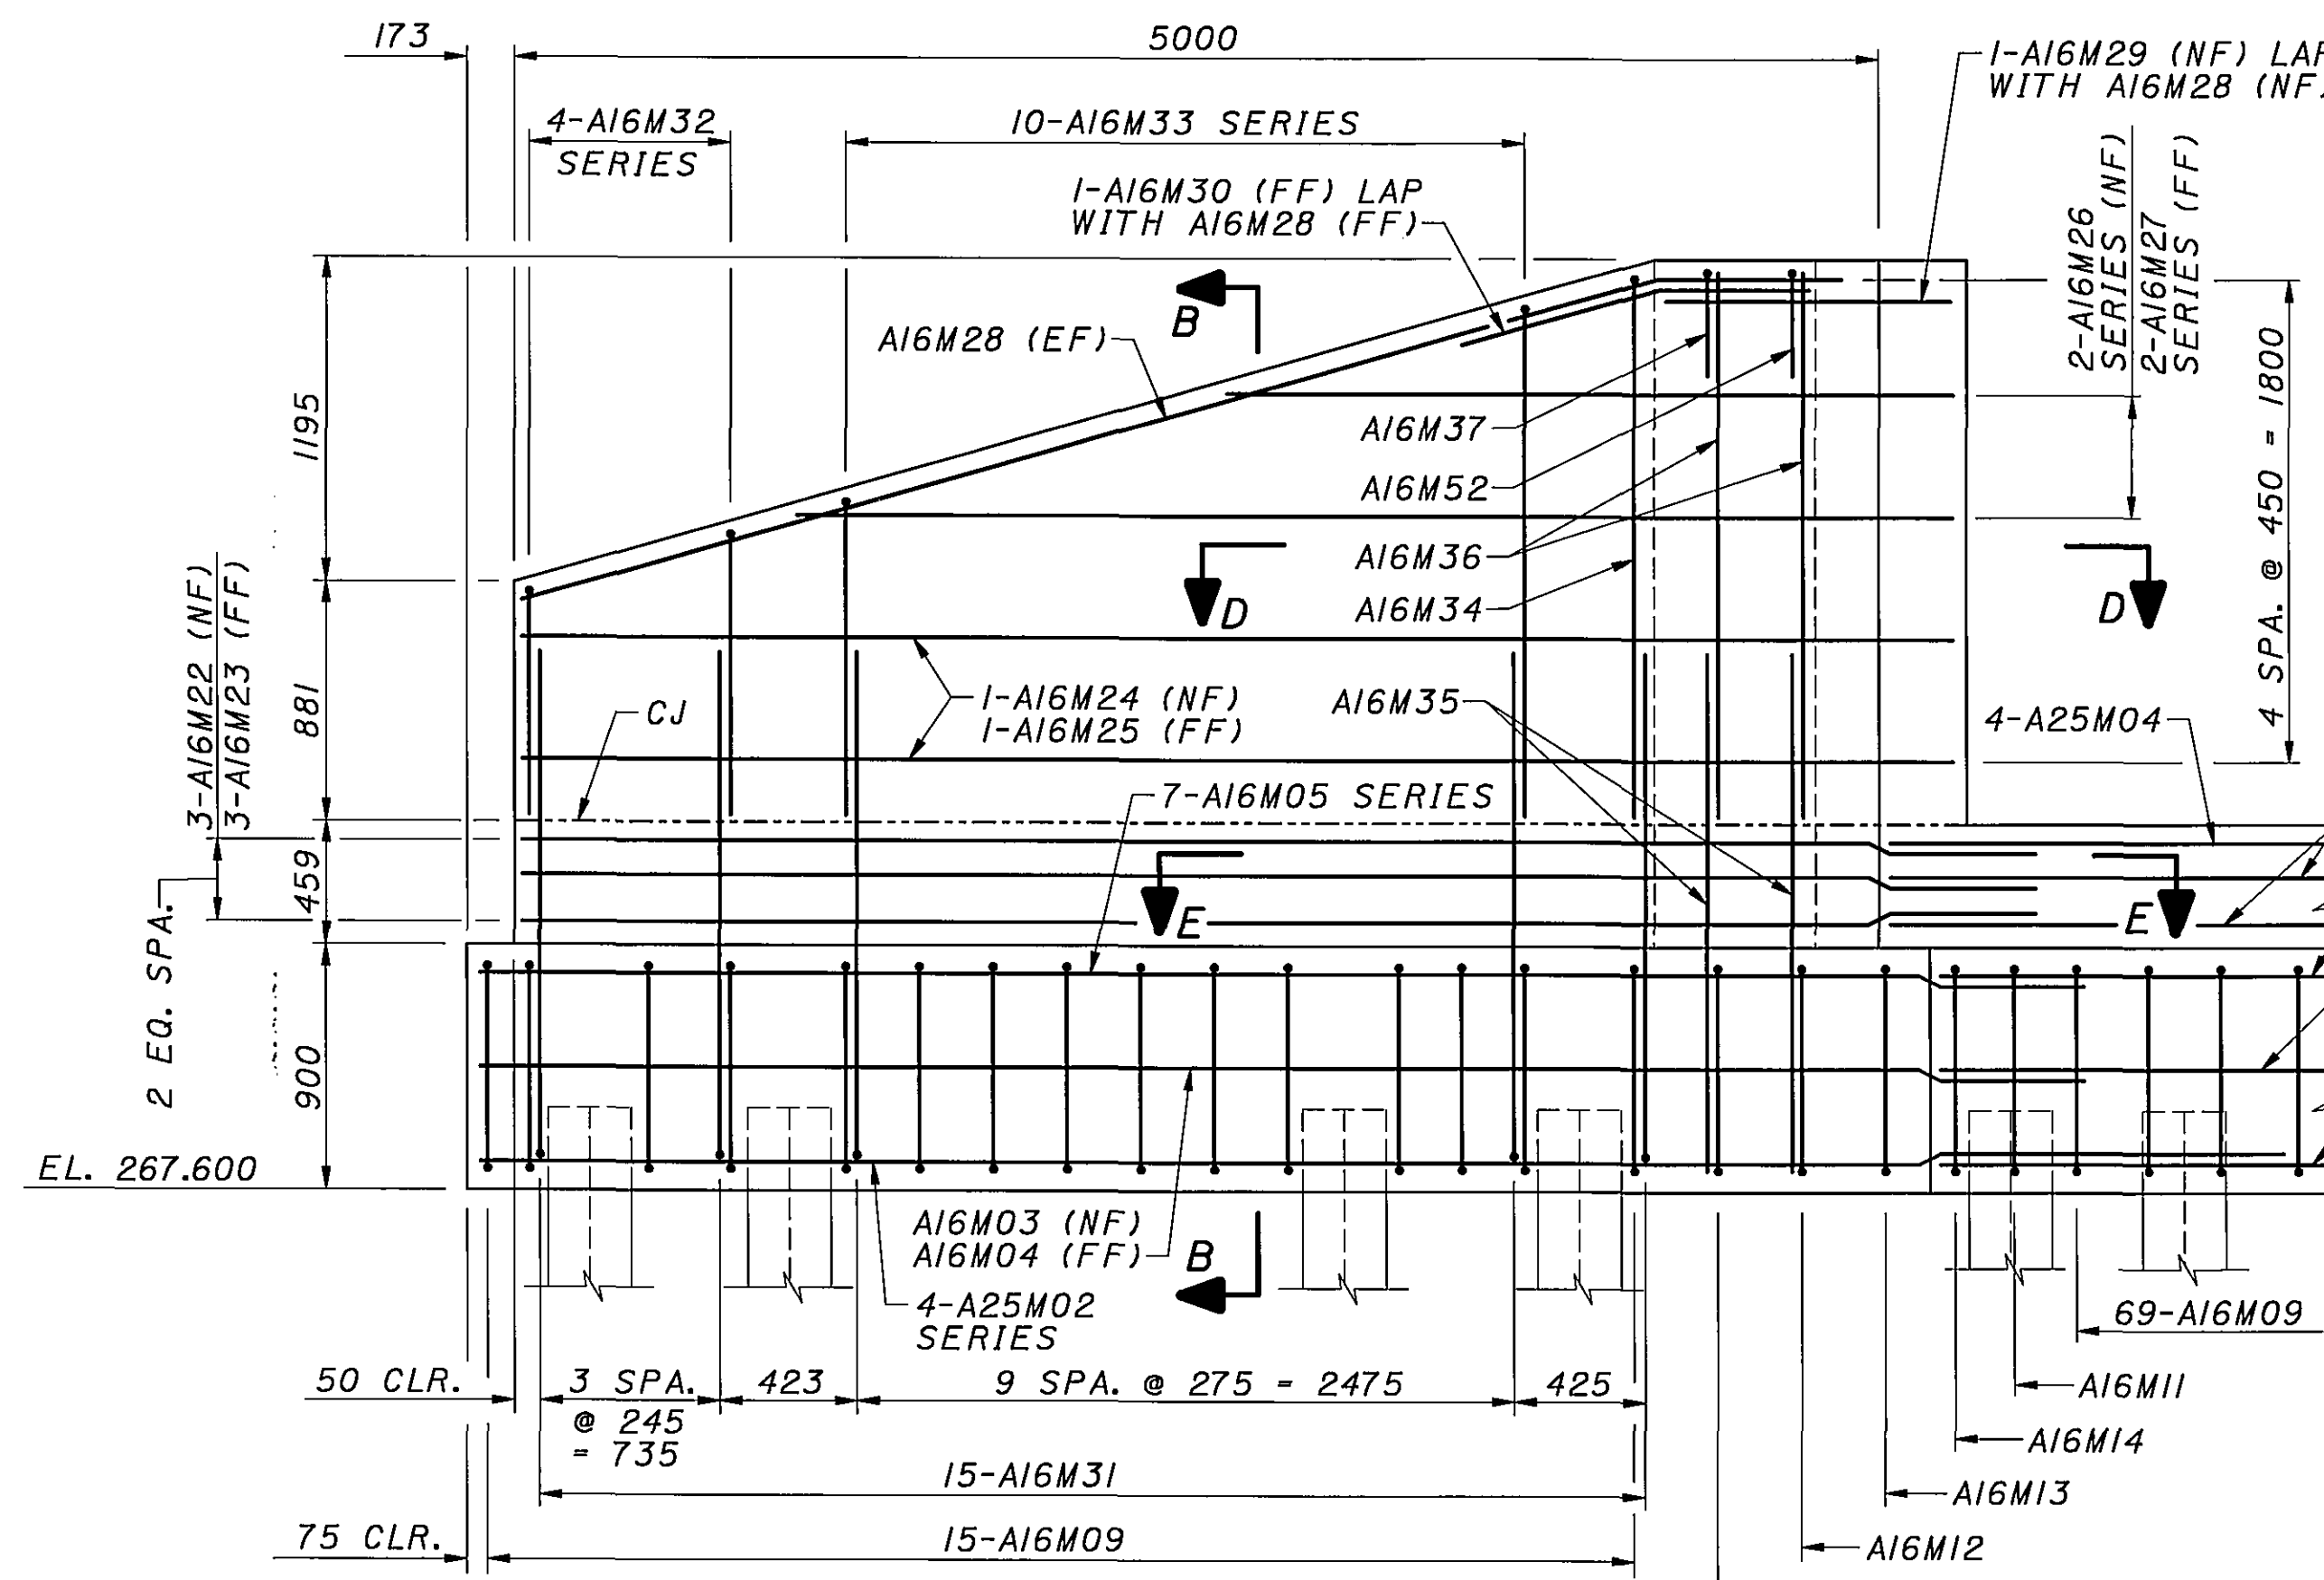 173
5000
1-A16M29 (NF) LAP
WITH A16M28 (NF)
4-A16M32
SERIES
10-A16M33 SERIES
1-A16M30 (FF) LAP
WITH A16M28 (FF)
2-A16M26
SERIES (NF)
2-A16M27
SERIES (FF)
B
A16M28 (EF)
1195
4 SPA. @ 450 = 1800
A16M37
A16M52
A16M36
A16M34
D
D
3-A16M22 (NF)
3-A16M23 (FF)
881
CJ
1-A16M24 (NF)
1-A16M25 (FF)
A16M35
4-A25M04
7-A16M05 SERIES
459
2 EQ. SPA.
E
E
900
EL. 267.600
A16M03 (NF)
A16M04 (FF)
B
4-A25M02
SERIES
69-A16M09
50 CLR.
3 SPA.
@ 245
= 735
423
9 SPA. @ 275 = 2475
425
A16M11
A16M14
15-A16M31
A16M13
75 CLR.
15-A16M09
A16M12